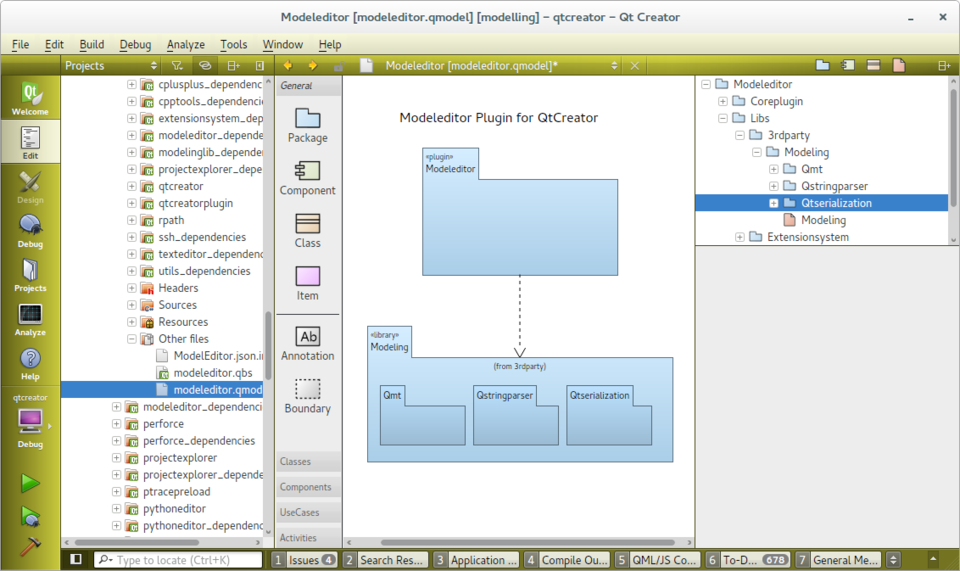 Modeleditor [modeleditor.qmodel] [modelling] – qtcreator – Qt Creator
File Edit Build Debug Analyze Tools Window Help
Projects
Modeleditor [modeleditor.qmodel]*
Welcome
Edit
Design
Debug
Projects
Analyze
Help
qtcreator
Debug
cplusplus_dependencie
cpptools_dependencies
extensionsystem_dep
modeleditor_depende
modelinglib_depende
projectexplorer_depe
qtcreator
qtcreatorplugin
rpath
ssh_dependencies
texteditor_dependenc
utils_dependencies
Headers
Sources
Resources
Other files
ModelEditor.json.in
modeleditor.qbs
modeleditor.qmod
modeleditor_dependenci
perforce
perforce_dependencies
projectexplorer
projectexplorer_depende
ptracepreload
pythoneditor
pythoneditor_dependenc
General
Package
Component
Class
Item
Ab
Annotation
Boundary
Classes
Components
UseCases
Activities
Modeleditor Plugin for QtCreator
«plugin»
Modeleditor
«library»
Modeling
{from 3rdparty}
Qmt
Qstringparser
Qtserialization
Modeleditor
Coreplugin
Libs
3rdparty
Modeling
Qmt
Qstringparser
Qtserialization
Modeling
Extensionsystem
Type to locate (Ctrl+K)
1 Issues 4
2 Search Res...
3 Application ...
4 Compile Ou...
5 QML/JS Co...
6 To-D... 678
7 General Me...